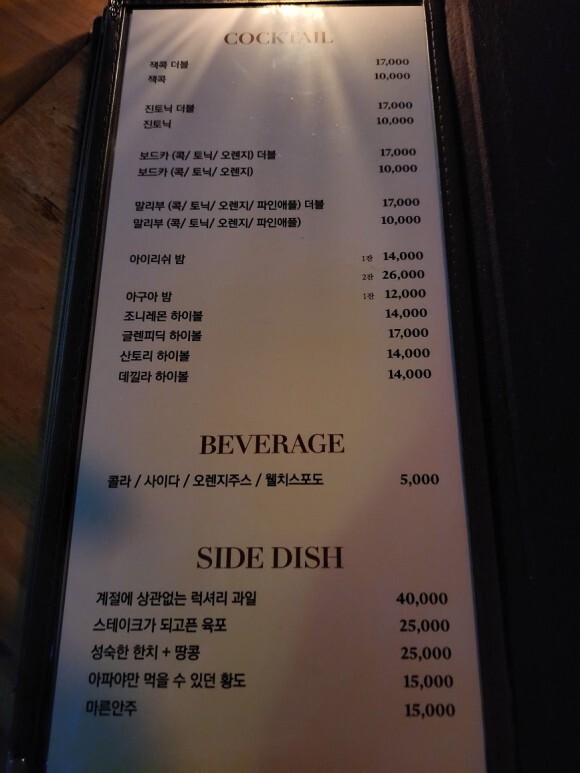 COCKTAIL
잭콕 더블 17,000
잭콕 10,000
진토닉 더블 17,000
진토닉 10,000
보드카 (콕/ 토닉/ 오렌지) 더블 17,000
보드카 (콕/ 토닉/ 오렌지) 10,000
말리부 (콕/ 토닉/ 오렌지/ 파인애플) 더블 17,000
말리부 (콕/ 토닉/ 오렌지/ 파인애플) 10,000
아이리쉬 밤 1잔 14,000
2잔 26,000
아구아 밤 1잔 12,000
조니레몬 하이볼 14,000
글렌피딕 하이볼 17,000
산토리 하이볼 14,000
데낄라 하이볼 14,000
BEVERAGE
콜라 / 사이다 / 오렌지주스 / 웰치스포도 5,000
SIDE DISH
계절에 상관없는 럭셔리 과일 40,000
스테이크가 되고픈 육포 25,000
성숙한 한치 + 땅콩 25,000
아파야만 먹을 수 있던 황도 15,000
마른안주 15,000